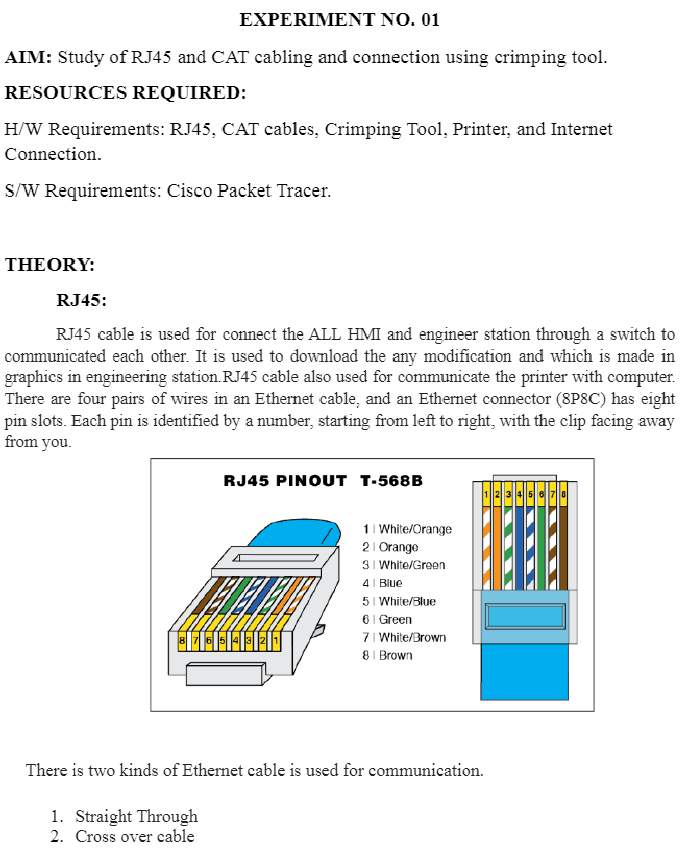 EXPERIMENT NO. 01
AIM: Study of RJ45 and CAT cabling and connection using crimping tool.
RESOURCES REQUIRED:
H/W Requirements: RJ45, CAT cables, Crimping Tool, Printer, and Internet
Connection.
S/W Requirements: Cisco Packet Tracer.
THEORY:
RJ45:
RJ45 cable is used for connect the ALL HMI and engineer station through a switch to
communicated each other. It is used to download the any modification and which is made in
graphics in engineering station.RJ45 cable also used for communicate the printer with computer.
There are four pairs of wires in an Ethernet cable, and an Ethernet connector (8P8C) has eight
pin slots. Each pin is identified by a number, starting from left to right, with the clip facing away
from you.
RJ45 PINOUT T-568B
1 | White/Orange
2 | Orange
3 | White/Green
4 | Blue
5 | White/Blue
6 | Green
7 | White/Brown
8 | Brown
8 7 6 5 4 3 2 1
1 2 3 4 5 6 7 8
There is two kinds of Ethernet cable is used for communication.
1. Straight Through
2. Cross over cable